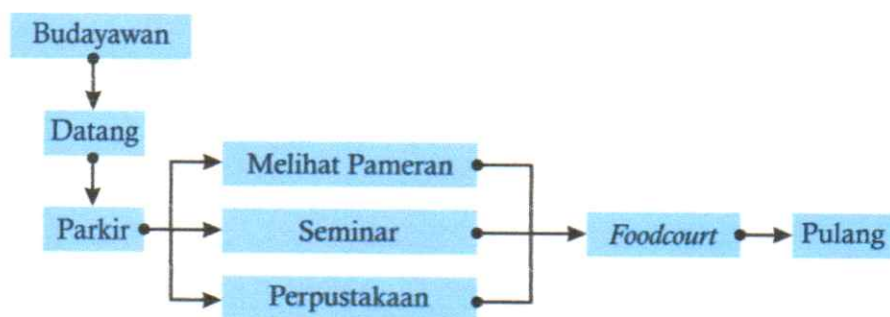 Budayawan
Datang
Parkir
Melihat Pameran
Seminar
Perpustakaan
Foodcourt
Pulang